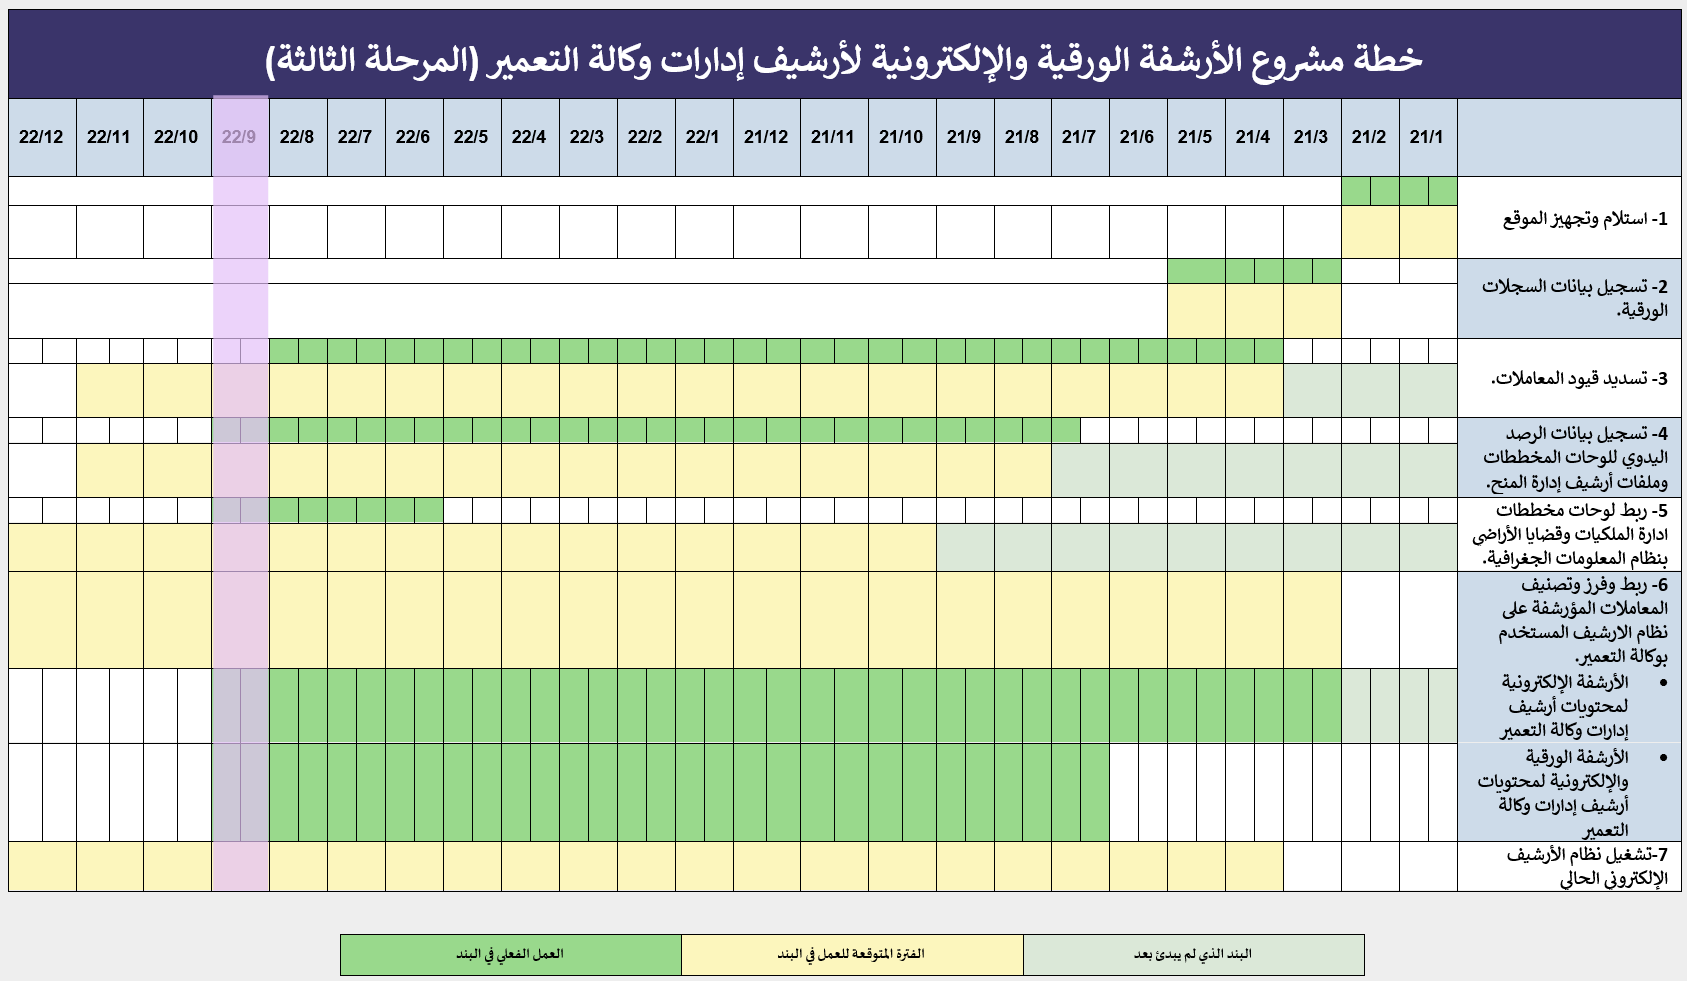 خطة مشروع الأرشفة الورقية والإلكترونية لأرشيف إدارات وكالة التعمير (المرحلة الثالثة)
21/1 21/2 21/3 21/4 21/5 21/6 21/7 21/8 21/9 21/10 21/11 21/12 22/1 22/2 22/3 22/4 22/5 22/6 22/7 22/8 22/9 22/10 22/11 22/12
1- استلام وتجهيز الموقع
2- تسجيل بيانات السجلات
الورقية.
3- تسديد قيود المعاملات.
4- تسجيل بيانات الرصد
اليدوي للوحات المخططات
وملفات أرشيف إدارة المنح.
5- ربط لوحات مخططات
ادارة الملكيات وقضايا الأراضى
بنظام المعلومات الجغرافية.
6- ربط وفرز وتصنيف
المعاملات المؤرشفة على
نظام الارشيف المستخدم
بوكالة التعمير.
• الأرشفة الإلكترونية
لمحتويات أرشيف
إدارات وكالة التعمير
• الأرشفة الورقية
والإلكترونية لمحتويات
أرشيف إدارات وكالة
التعمير
7-تشغيل نظام الأرشيف
الإلكتروني الحالي
البند الذي لم يبدئ بعد
الفترة المتوقعة للعمل في البند
العمل الفعلي في البند